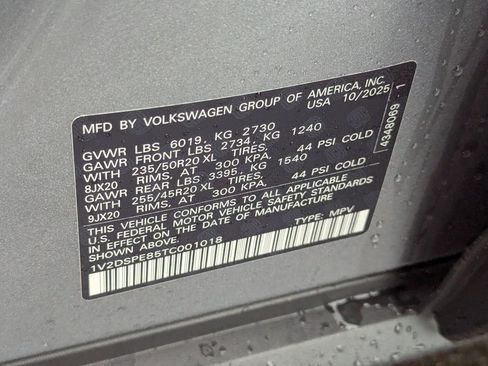 MFD BY VOLKSWAGEN GROUP OF AMERICA, INC.
USA 10/2025
GVWR LBS 6019, KG 2730
GAWR FRONT LBS 2734, KG 1240
WITH 235/50R20 XL TIRES, 44 PSI COLD
8JX20 RIMS, AT 300 KPA,
GAWR REAR LBS 3395, KG 1540
WITH 255/45R20 XL TIRES, 44 PSI COLD
9JX20 RIMS, AT 300 KPA,
THIS VEHICLE CONFORMS TO ALL APPLICABLE
U.S. FEDERAL MOTOR VEHICLE SAFETY STANDARDS
IN EFFECT ON THE DATE OF MANUFACTURE
SHOWN ABOVE.
TYPE: MPV
1V2DSPE85TC001018
4348069 1